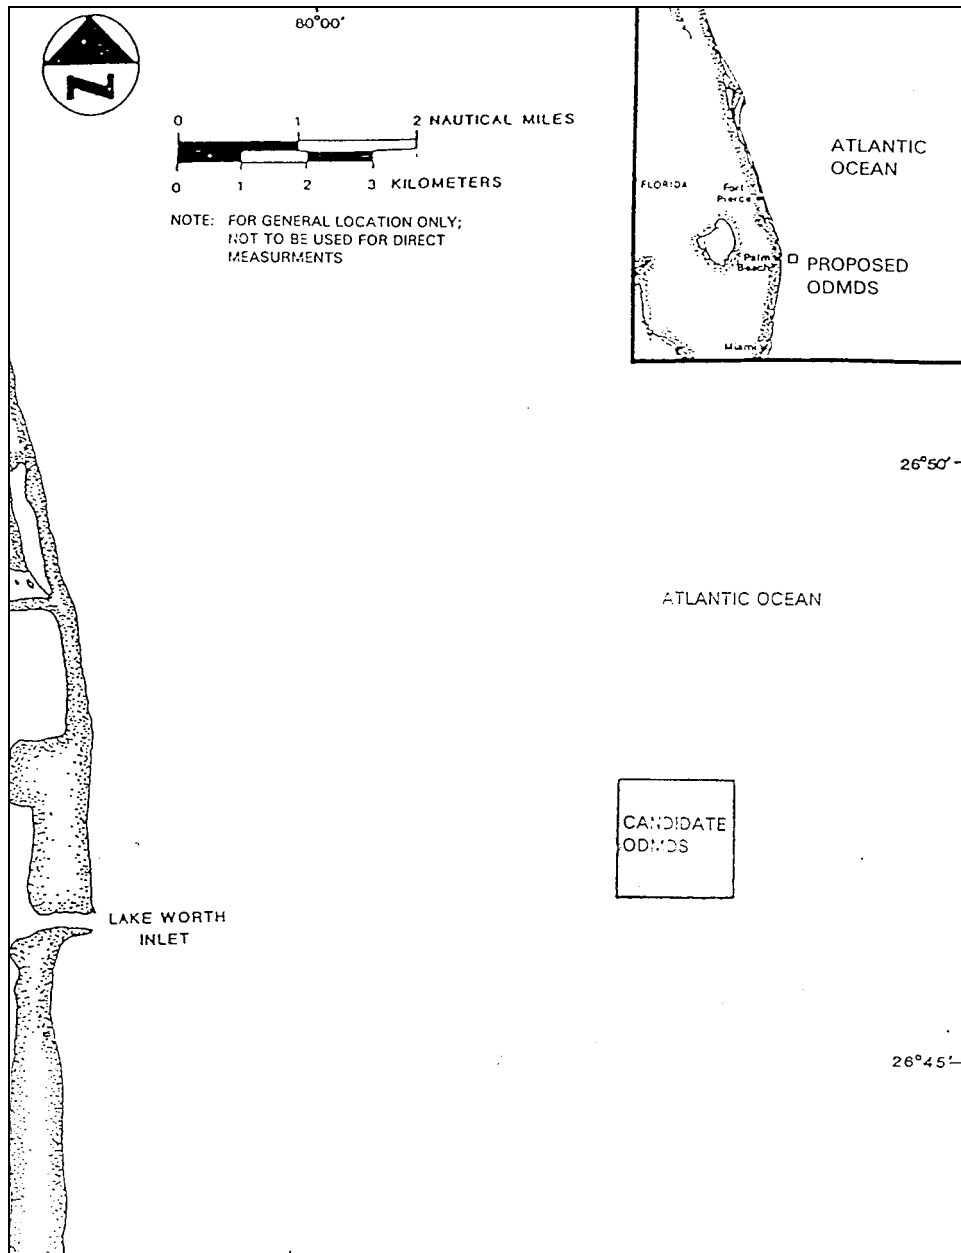 80°00'
N
0 1 2 NAUTICAL MILES
0 1 2 3 KILOMETERS
NOTE: FOR GENERAL LOCATION ONLY;
NOT TO BE USED FOR DIRECT
MEASURMENTS
ATLANTIC
OCEAN
FLORIDA
Fort
Pierce
Palm
Beach
PROPOSED
ODMDS
Miami
26°50'
ATLANTIC OCEAN
CANDIDATE
ODMDS
LAKE WORTH
INLET
26°45'